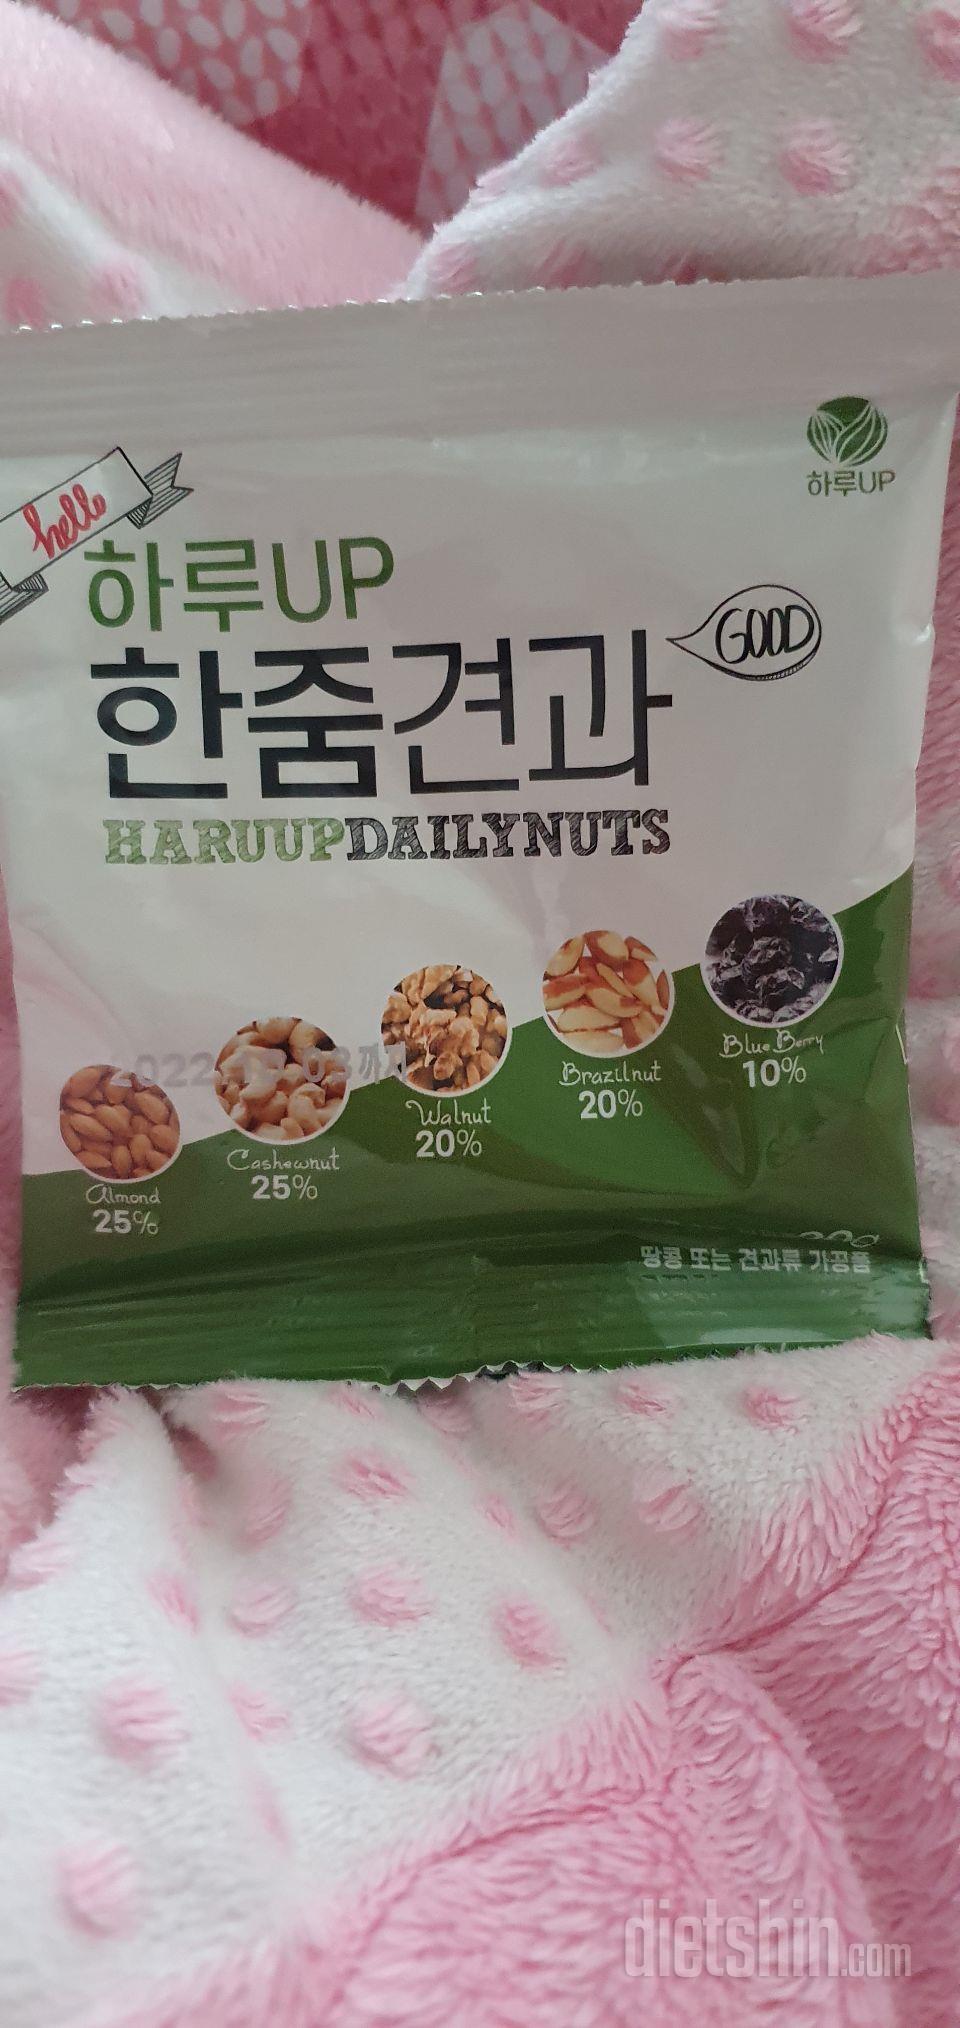 하루UP
hello
하루UP
GOOD
한줌견과
HARUUPDAILYNUTS
Blue Berry
10%
Brazilnut
20%
Walnut
20%
Cashewnut
25%
Almond
25%
땅콩 또는 견과류 가공품
dietshin.com